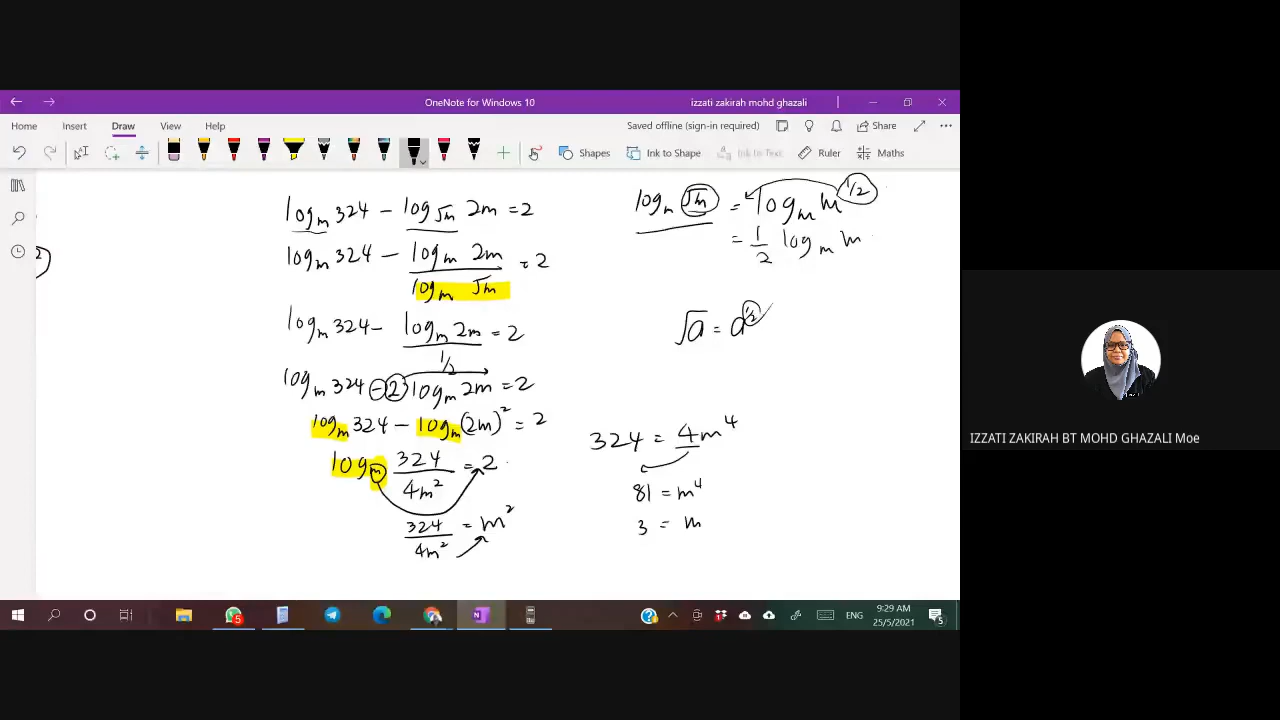 OneNote for Windows 10
izzati zakirah mohd ghazali
Home Insert Draw View Help
Saved offline (sign-in required) Share
Shapes Ink to Shape Ink to Text Ruler Maths
log_m 324 − log_√m 2m = 2
log_m 324 − log_m 2m / log_m √m = 2
log_m 324 − log_m 2m / 1/2 = 2
log_m 324 − 2 log_m 2m = 2
log_m 324 − log_m (2m)² = 2
log_m 324 / 4m² = 2
324 / 4m² = m²
log_m √m = log_m m^1/2
= 1/2 log_m m
√a = a^1/2
324 = 4m⁴
81 = m⁴
3 = m
IZZATI ZAKIRAH BT MOHD GHAZALI Moe
5
ENG
9:29 AM
25/5/2021
5